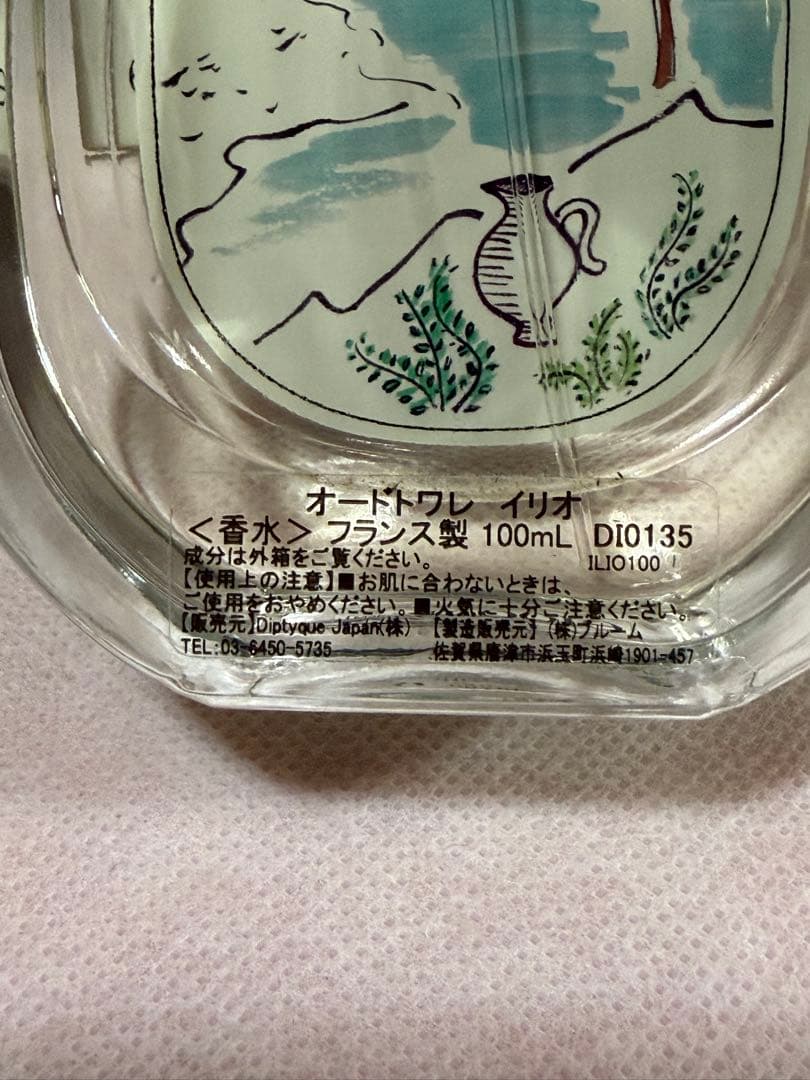 オードトワレ イリオ
＜香水＞ フランス製 100mL DI0135
成分は外箱をご覧ください。 ILIO100
【使用上の注意】■お肌に合わないときは、
ご使用をおやめください。■火気に十分ご注意ください。
【販売元】Diptyque Japan(株) 【製造販売元】(株)ブルーム
TEL:03-6450-5735 佐賀県唐津市浜玉町浜崎1901-457